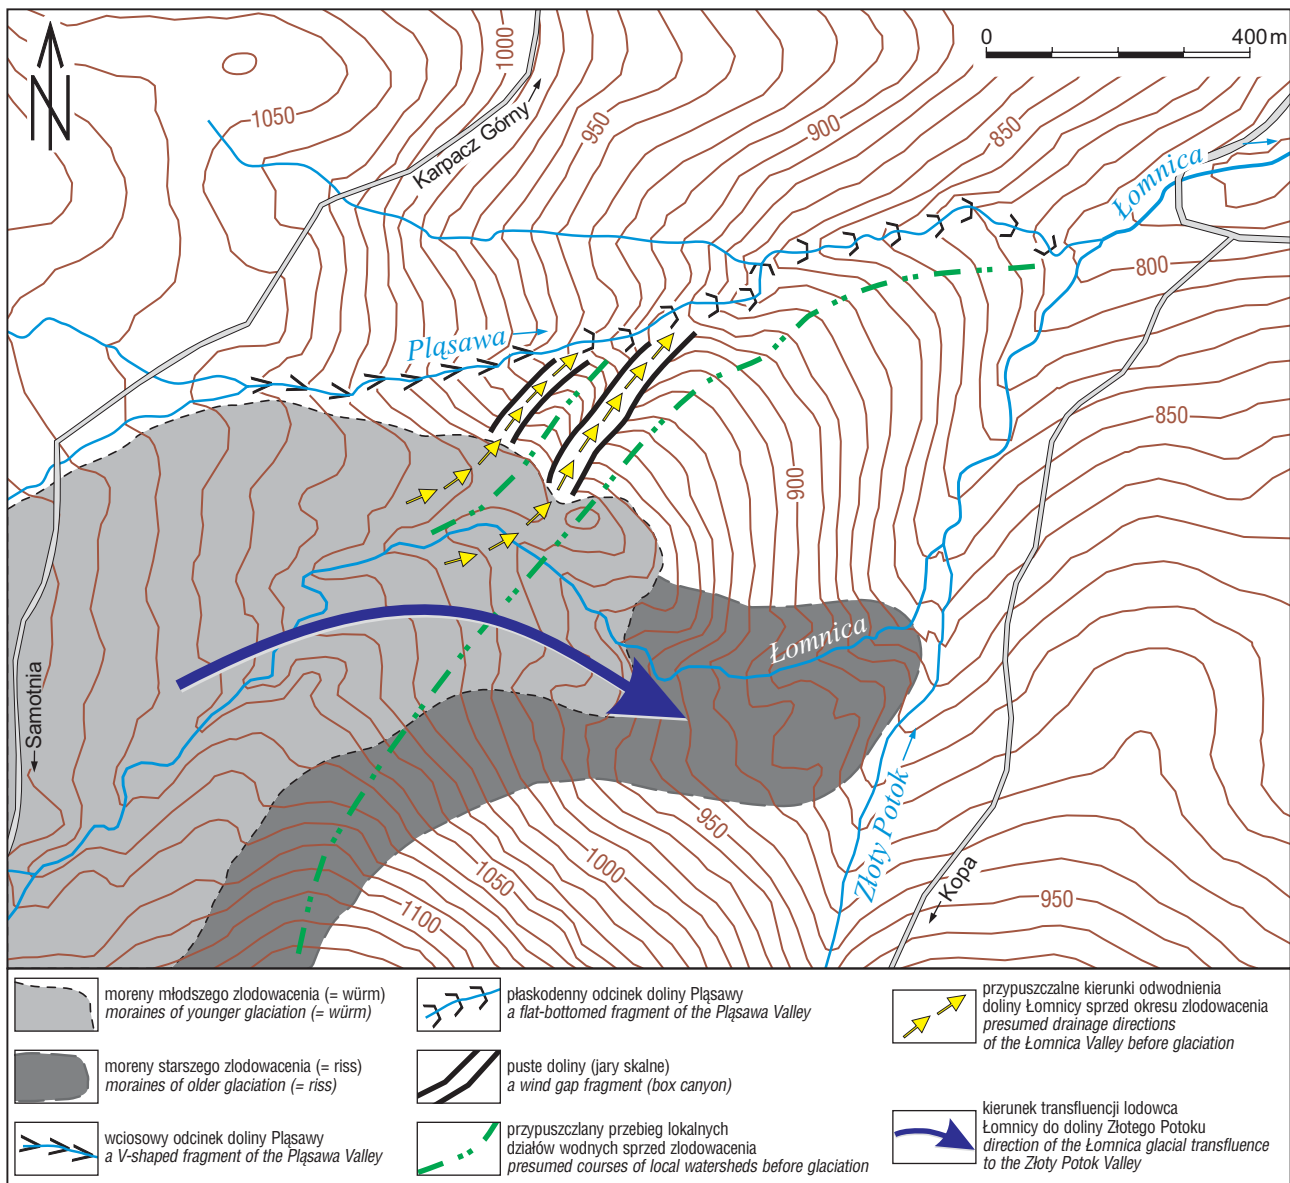 N
0
400 m
1000
1050
950
900
850
Karpacz Górny
Łomnica
800
Pląsawa
850
900
Łomnica
Samotnia
Złoty Potok
950
1000
1050
1100
Kopa
950
moreny młodszego zlodowacenia (= würm)
moraines of younger glaciation (= würm)
moreny starszego zlodowacenia (= riss)
moraines of older glaciation (= riss)
wciosowy odcinek doliny Pląsawy
a V-shaped fragment of the Pląsawa Valley
płaskodenny odcinek doliny Pląsawy
a flat-bottomed fragment of the Pląsawa Valley
puste doliny (jary skalne)
a wind gap fragment (box canyon)
przypuszczlany przebieg lokalnych
działów wodnych sprzed zlodowacenia
presumed courses of local watersheds before glaciation
przypuszczalne kierunki odwodnienia
doliny Łomnicy sprzed okresu zlodowacenia
presumed drainage directions
of the Łomnica Valley before glaciation
kierunek transfluencji lodowca
Łomnicy do doliny Złotego Potoku
direction of the Łomnica glacial transfluence
to the Złoty Potok Valley